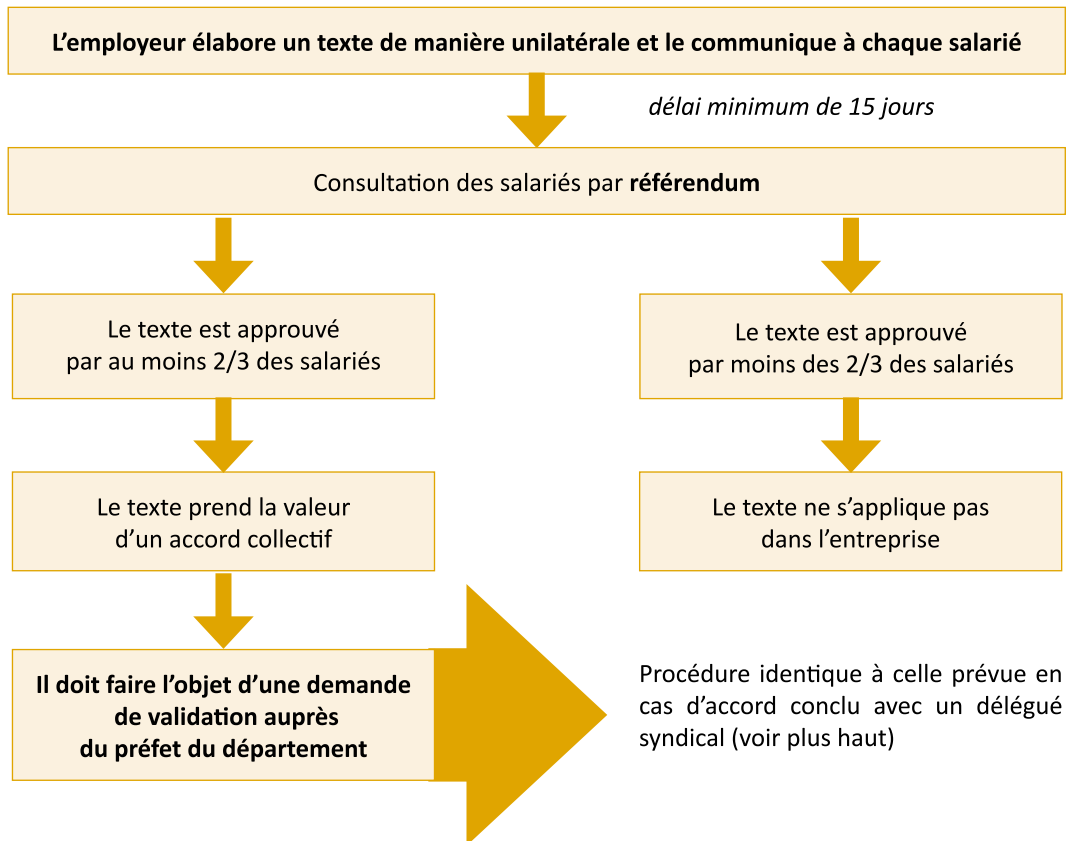 L’employeur élabore un texte de manière unilatérale et le communique à chaque salarié
délai minimum de 15 jours
Consultation des salariés par référendum
Le texte est approuvé
par au moins 2/3 des salariés
Le texte est approuvé
par moins des 2/3 des salariés
Le texte prend la valeur
d’un accord collectif
Le texte ne s’applique pas
dans l’entreprise
Il doit faire l’objet d’une demande
de validation auprès
du préfet du département
Procédure identique à celle prévue en
cas d’accord conclu avec un délégué
syndical (voir plus haut)